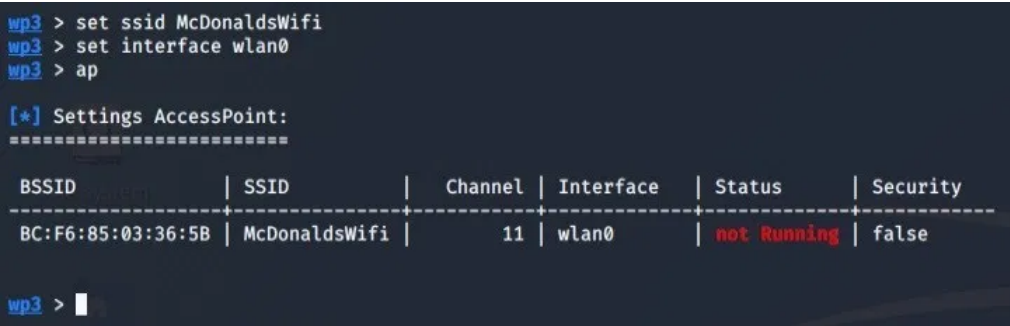 wp3 > set ssid McDonaldsWifi
wp3 > set interface wlan0
wp3 > ap
[*] Settings AccessPoint:
=========================
BSSID | SSID | Channel | Interface | Status | Security
BC:F6:85:03:36:5B | McDonaldsWifi | 11 | wlan0 | not Running | false
wp3 >